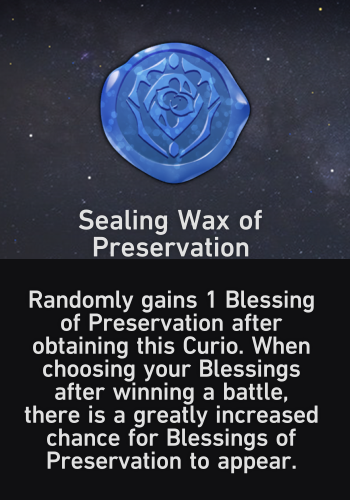 Sealing Wax of
Preservation
Randomly gains 1 Blessing
of Preservation after
obtaining this Curio. When
choosing your Blessings
after winning a battle,
there is a greatly increased
chance for Blessings of
Preservation to appear.